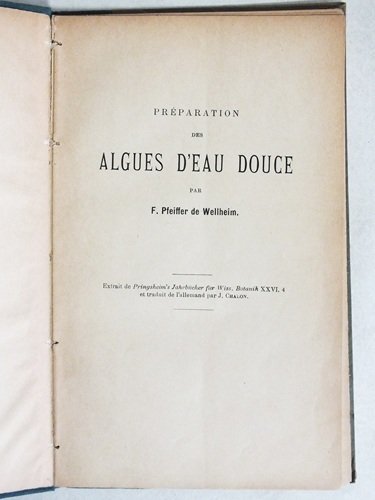 PRÉPARATION
DES
ALGUES D'EAU DOUCE
PAR
F. Pfeiffer de Wellheim.
Extrait de Pringsheim's Jahrbücher für Wiss. Botanik XXVI, 4
et traduit de l'allemand par J. CHALON.